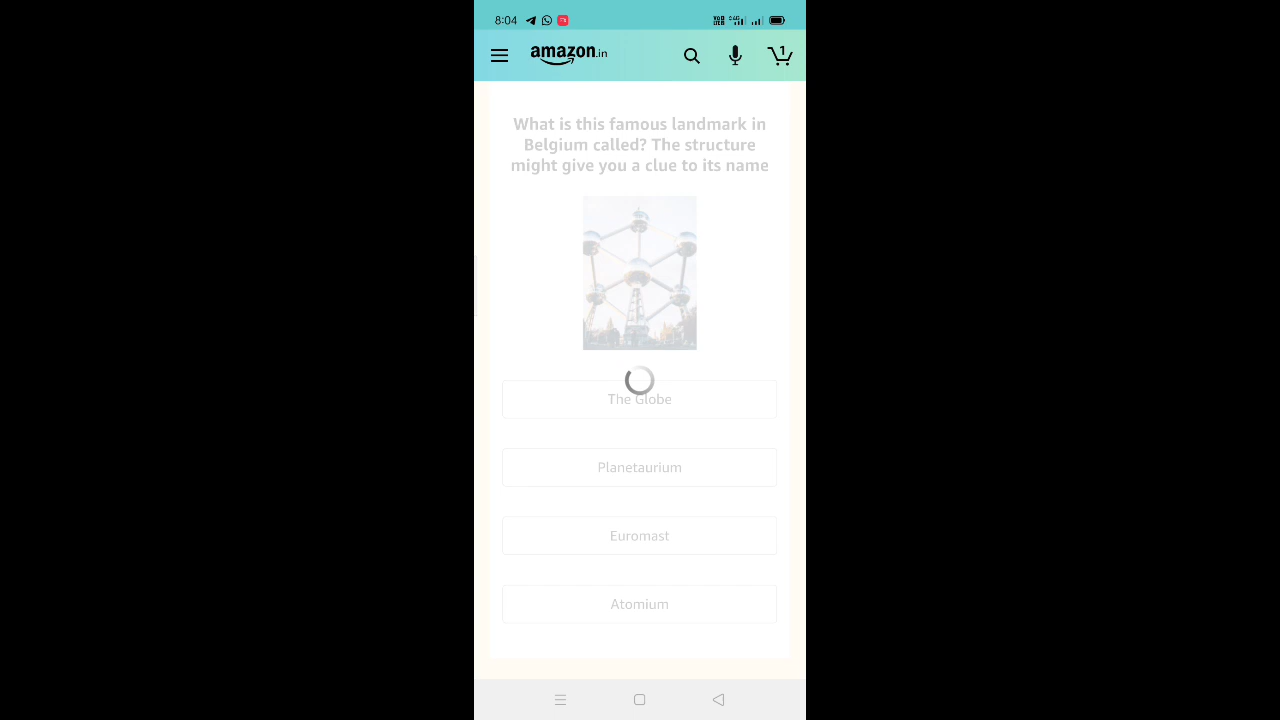 8:04
amazon.in
1
What is this famous landmark in
Belgium called? The structure
might give you a clue to its name
The Globe
Planetaurium
Euromast
Atomium